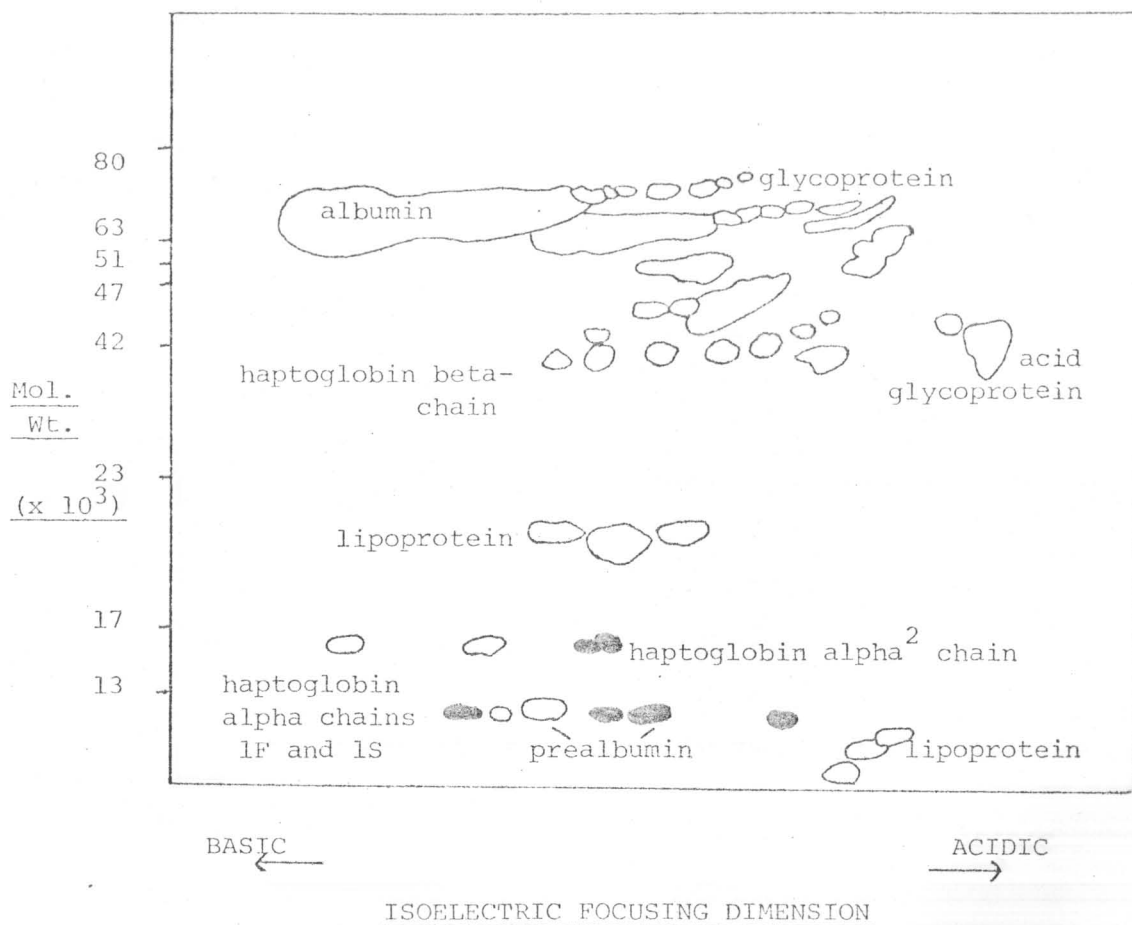 80
glycoprotein
albumin
63
51
47
42
haptoglobin beta-
chain
acid
glycoprotein
Mol.
Wt.
(x 10³)
23
lipoprotein
17
haptoglobin alpha² chain
13
haptoglobin
alpha chains
1F and 1S
prealbumin
lipoprotein
BASIC
ACIDIC
ISOELECTRIC FOCUSING DIMENSION